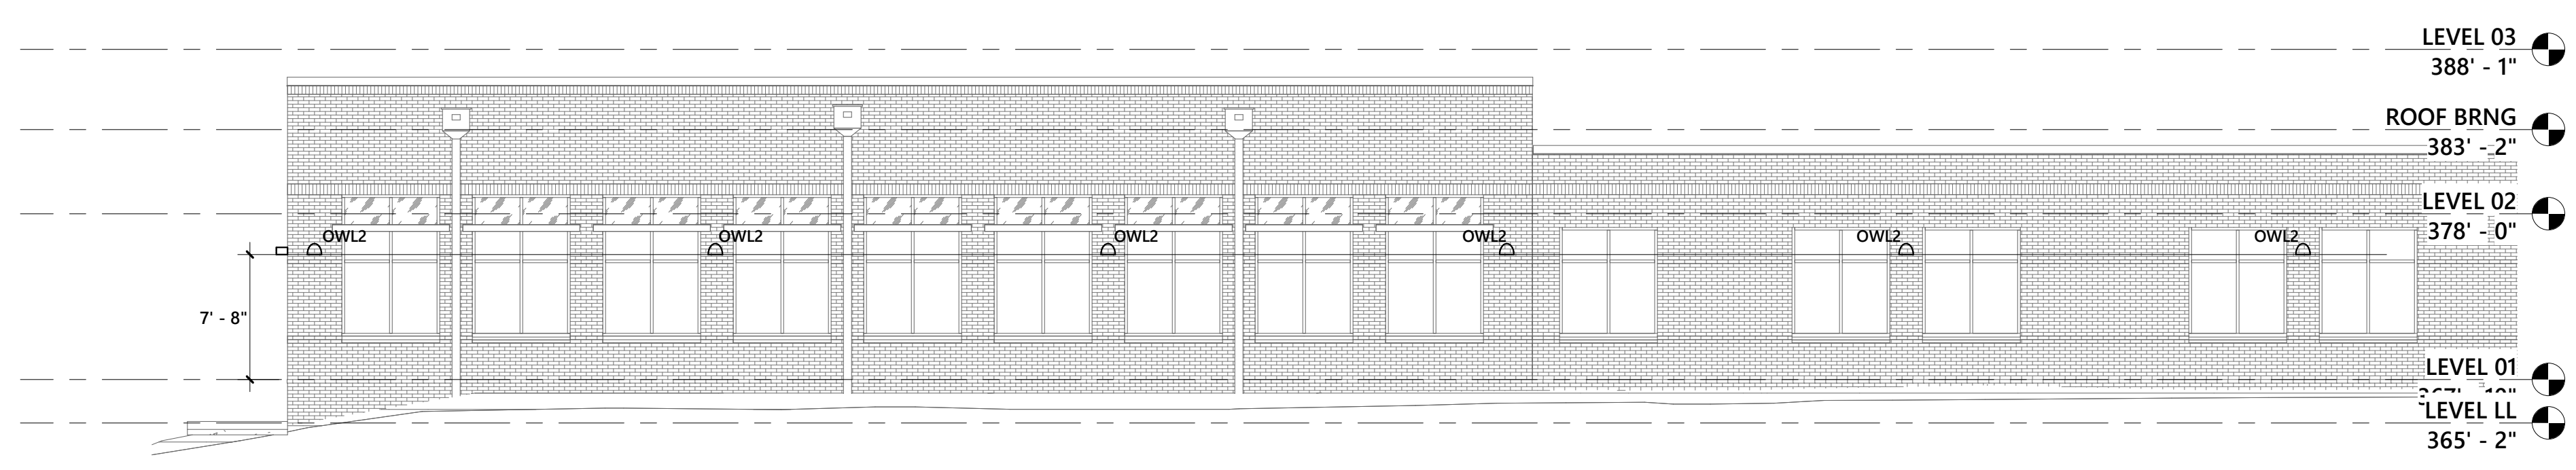 LEVEL 03
388' - 1"
ROOF BRNG
383' - 2"
LEVEL 02
378' - 0"
OWL2 OWL2 OWL2 OWL2 OWL2 OWL2
7' - 8"
LEVEL 01
LEVEL LL
365' - 2"